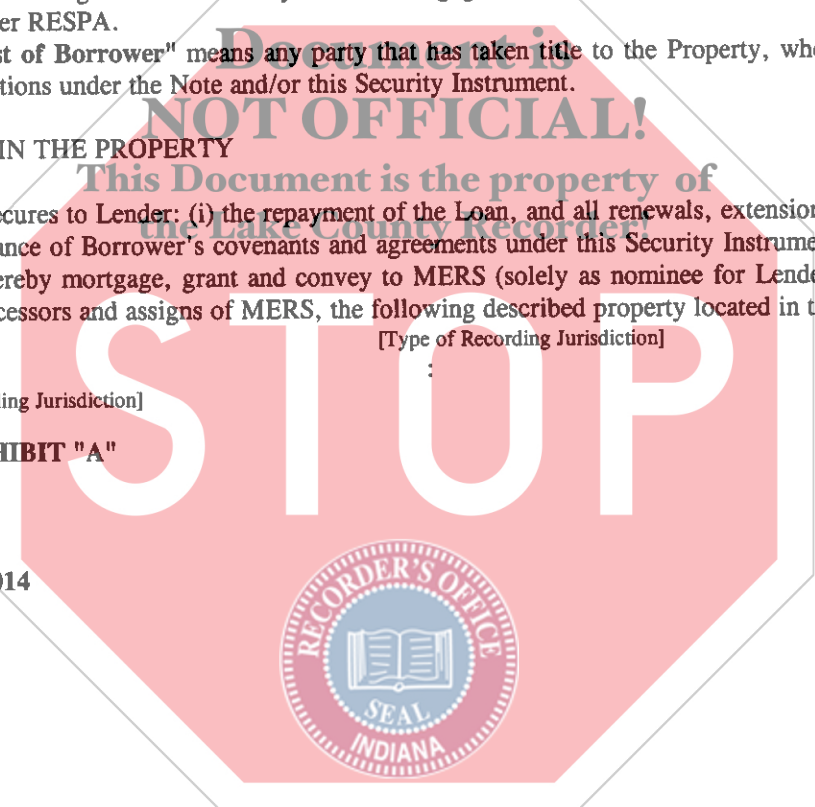 er RESPA.
st of Borrower" means any party that has taken title to the Property, whe
Document is
tions under the Note and/or this Security Instrument.
NOT OFFICIAL!
IN THE PROPERTY
This Document is the property of
ecures to Lender: (i) the repayment of the Loan, and all renewals, extension
the Lake County Recorder!
ance of Borrower's covenants and agreements under this Security Instrume
ereby mortgage, grant and convey to MERS (solely as nominee for Lende
cessors and assigns of MERS, the following described property located in t
[Type of Recording Jurisdiction]
:
ling Jurisdiction]
STOP
HIBIT "A"
014
RECORDER'S OFFICE
SEAL
INDIANA